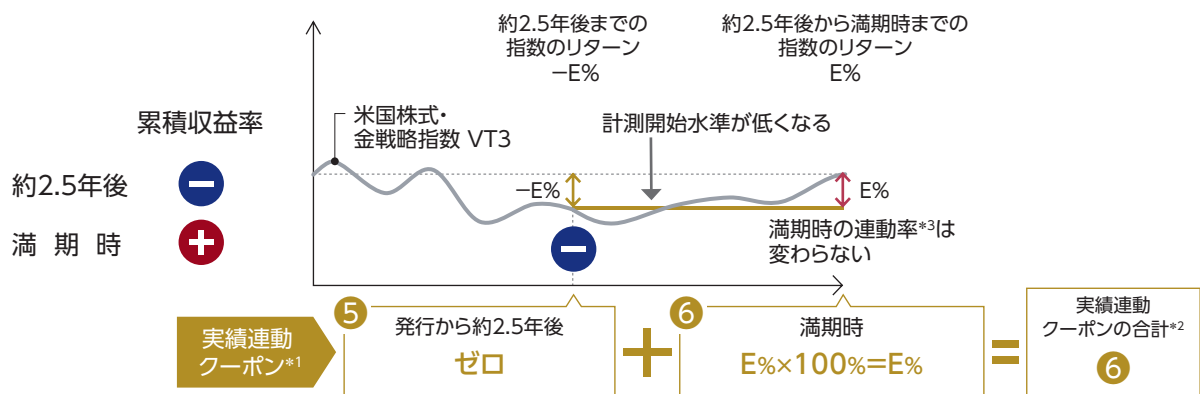 約2.5年後までの
指数のリターン
−E%
約2.5年後から満期時までの
指数のリターン
E%
累積収益率
米国株式・
金戦略指数 VT3
計測開始水準が低くなる
約2.5年後
−
−E%
E%
満期時
+
−
満期時の連動率*3は
変わらない
実績連動
クーポン*1
5
発行から約2.5年後
ゼロ
+
6
満期時
E%×100%=E%
=
実績連動
クーポンの合計*2
6